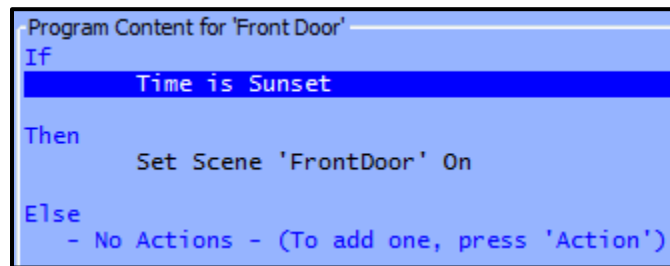 Program Content for 'Front Door'
If
Time is Sunset
Then
Set Scene 'FrontDoor' On
Else
- No Actions - (To add one, press 'Action')